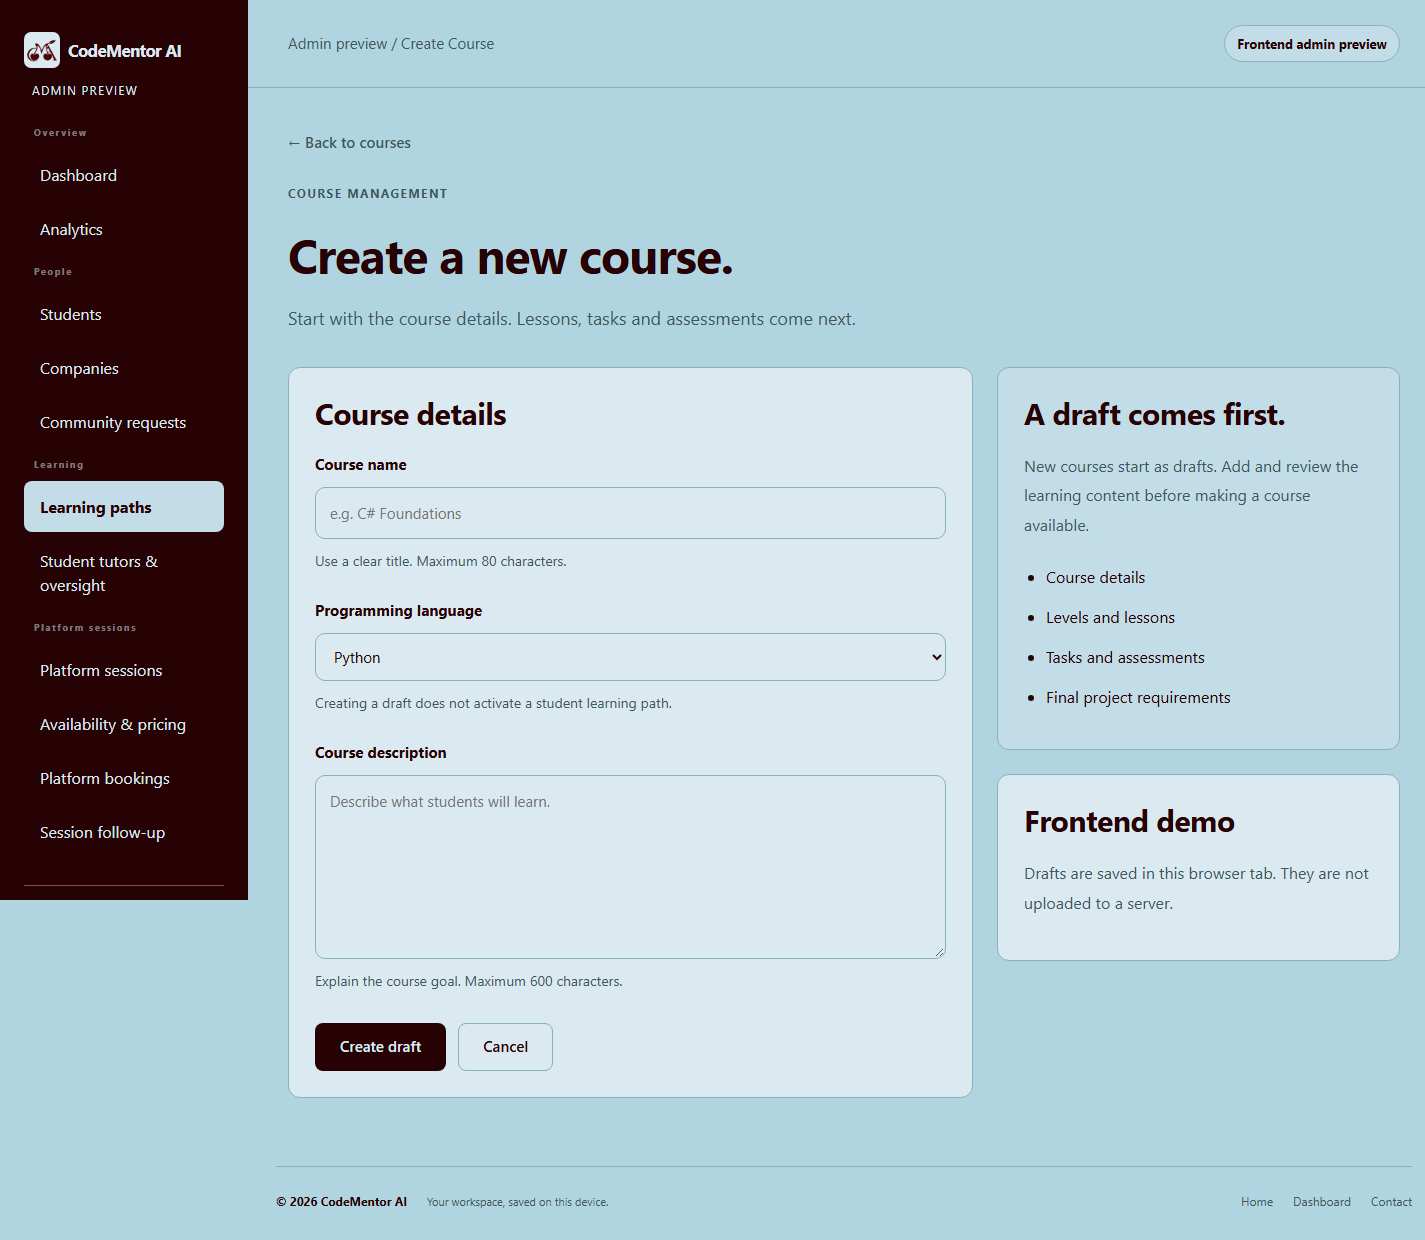 CodeMentor AI
ADMIN PREVIEW
Overview
Dashboard
Analytics
People
Students
Companies
Community requests
Learning
Learning paths
Student tutors &
oversight
Platform sessions
Platform sessions
Availability & pricing
Platform bookings
Session follow-up
Admin preview / Create Course
Frontend admin preview
← Back to courses
COURSE MANAGEMENT
Create a new course.
Start with the course details. Lessons, tasks and assessments come next.
Course details
Course name
e.g. C# Foundations
Use a clear title. Maximum 80 characters.
Programming language
Python
Creating a draft does not activate a student learning path.
Course description
Describe what students will learn.
Explain the course goal. Maximum 600 characters.
Create draft
Cancel
A draft comes first.
New courses start as drafts. Add and review the
learning content before making a course
available.
• Course details
• Levels and lessons
• Tasks and assessments
• Final project requirements
Frontend demo
Drafts are saved in this browser tab. They are not
uploaded to a server.
© 2026 CodeMentor AI
Your workspace, saved on this device.
Home
Dashboard
Contact